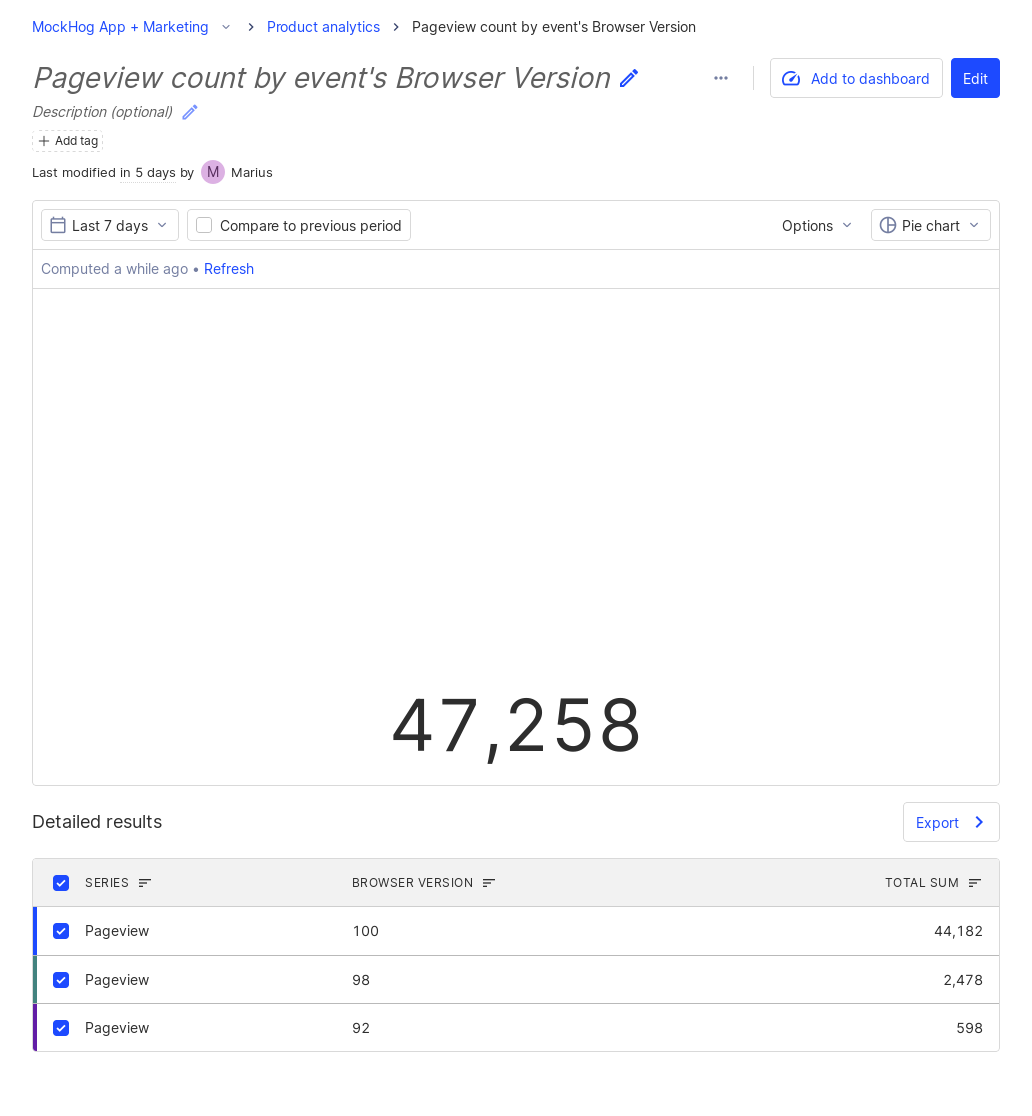 MockHog App + Marketing Product analytics Pageview count by event's Browser Version
Pageview count by event's Browser Version
Add to dashboard Edit
Description (optional)
Add tag
Last modified in 5 days by M Marius
Last 7 days Compare to previous period Options Pie chart
Computed a while ago • Refresh
47,258
Detailed results Export
SERIES BROWSER VERSION TOTAL SUM
Pageview 100 44,182
Pageview 98 2,478
Pageview 92 598